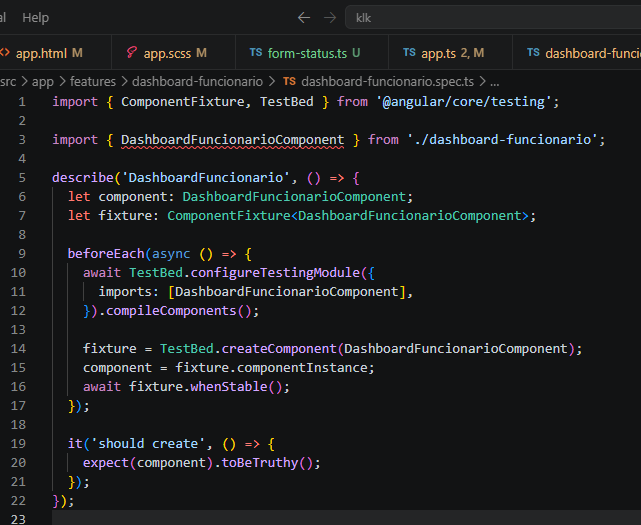 al Help ← → klk
<> app.html M app.scss M TS form-status.ts U TS app.ts 2, M TS dashboard-funcio
src > app > features > dashboard-funcionario > TS dashboard-funcionario.spec.ts > ...
1 import { ComponentFixture, TestBed } from '@angular/core/testing';
2
3 import { DashboardFuncionarioComponent } from './dashboard-funcionario';
4
5 describe('DashboardFuncionario', () => {
6 let component: DashboardFuncionarioComponent;
7 let fixture: ComponentFixture<DashboardFuncionarioComponent>;
8
9 beforeEach(async () => {
10 await TestBed.configureTestingModule({
11 imports: [DashboardFuncionarioComponent],
12 }).compileComponents();
13
14 fixture = TestBed.createComponent(DashboardFuncionarioComponent);
15 component = fixture.componentInstance;
16 await fixture.whenStable();
17 });
18
19 it('should create', () => {
20 expect(component).toBeTruthy();
21 });
22 });
23